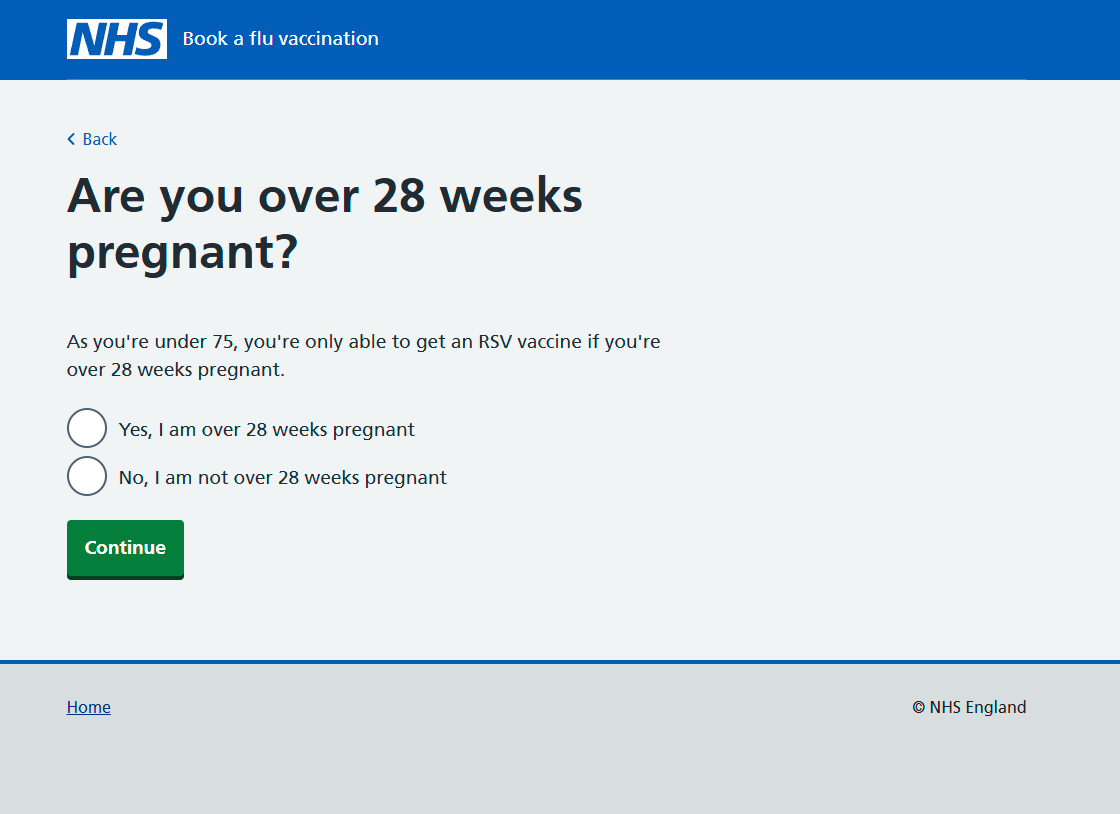 NHS Book a flu vaccination
Back
Are you over 28 weeks
pregnant?
As you're under 75, you're only able to get an RSV vaccine if you're
over 28 weeks pregnant.
Yes, I am over 28 weeks pregnant
No, I am not over 28 weeks pregnant
Continue
Home © NHS England